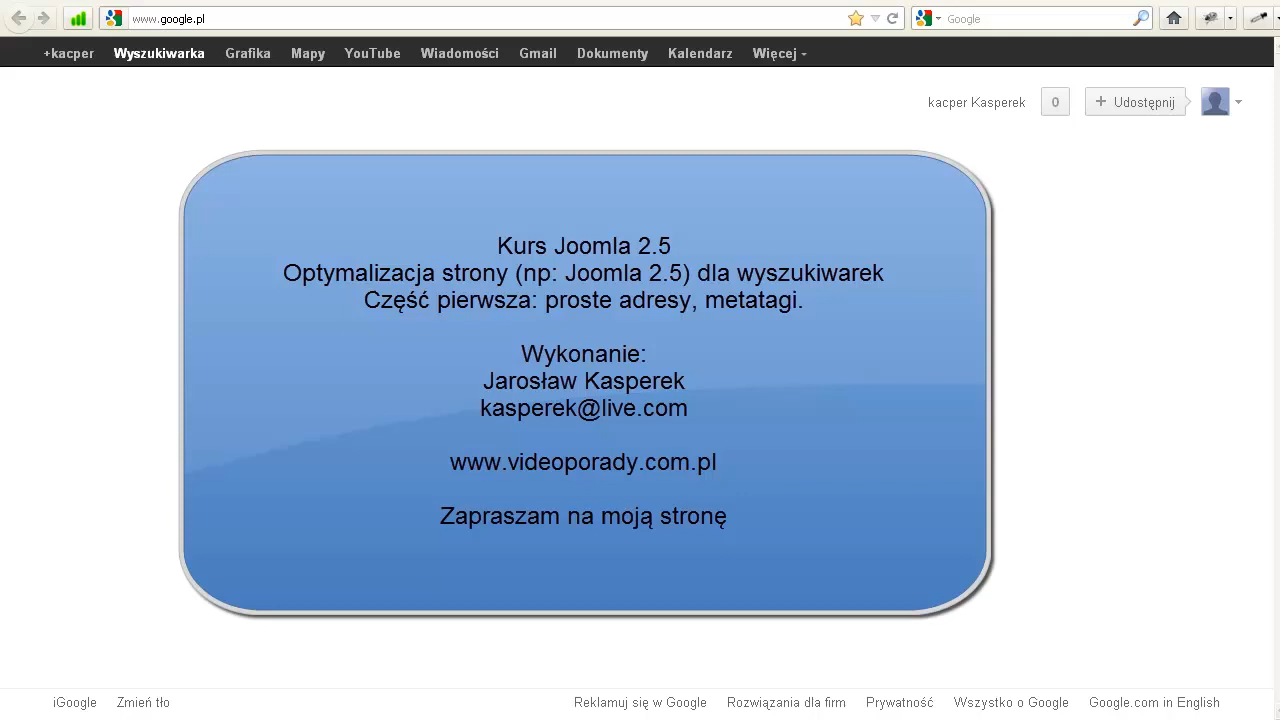 www.google.pl
Google
+kacper Wyszukiwarka Grafika Mapy YouTube Wiadomości Gmail Dokumenty Kalendarz Więcej
kacper Kasperek 0 + Udostępnij
Kurs Joomla 2.5
Optymalizacja strony (np: Joomla 2.5) dla wyszukiwarek
Część pierwsza: proste adresy, metatagi.
Wykonanie:
Jarosław Kasperek
kasperek@live.com
www.videoporady.com.pl
Zapraszam na moją stronę
iGoogle Zmień tło Reklamuj się w Google Rozwiązania dla firm Prywatność Wszystko o Google Google.com in English